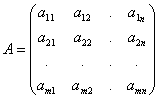 A = ( a11 a12 . a1n
a21 a22 . a2n
. . . .
am1 am2 . amn )